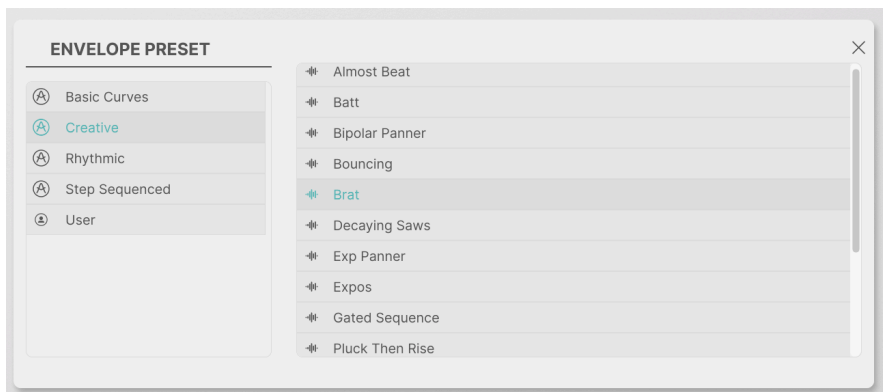 ENVELOPE PRESET
Basic Curves
Creative
Rhythmic
Step Sequenced
User
Almost Beat
Batt
Bipolar Panner
Bouncing
Brat
Decaying Saws
Exp Panner
Expos
Gated Sequence
Pluck Then Rise